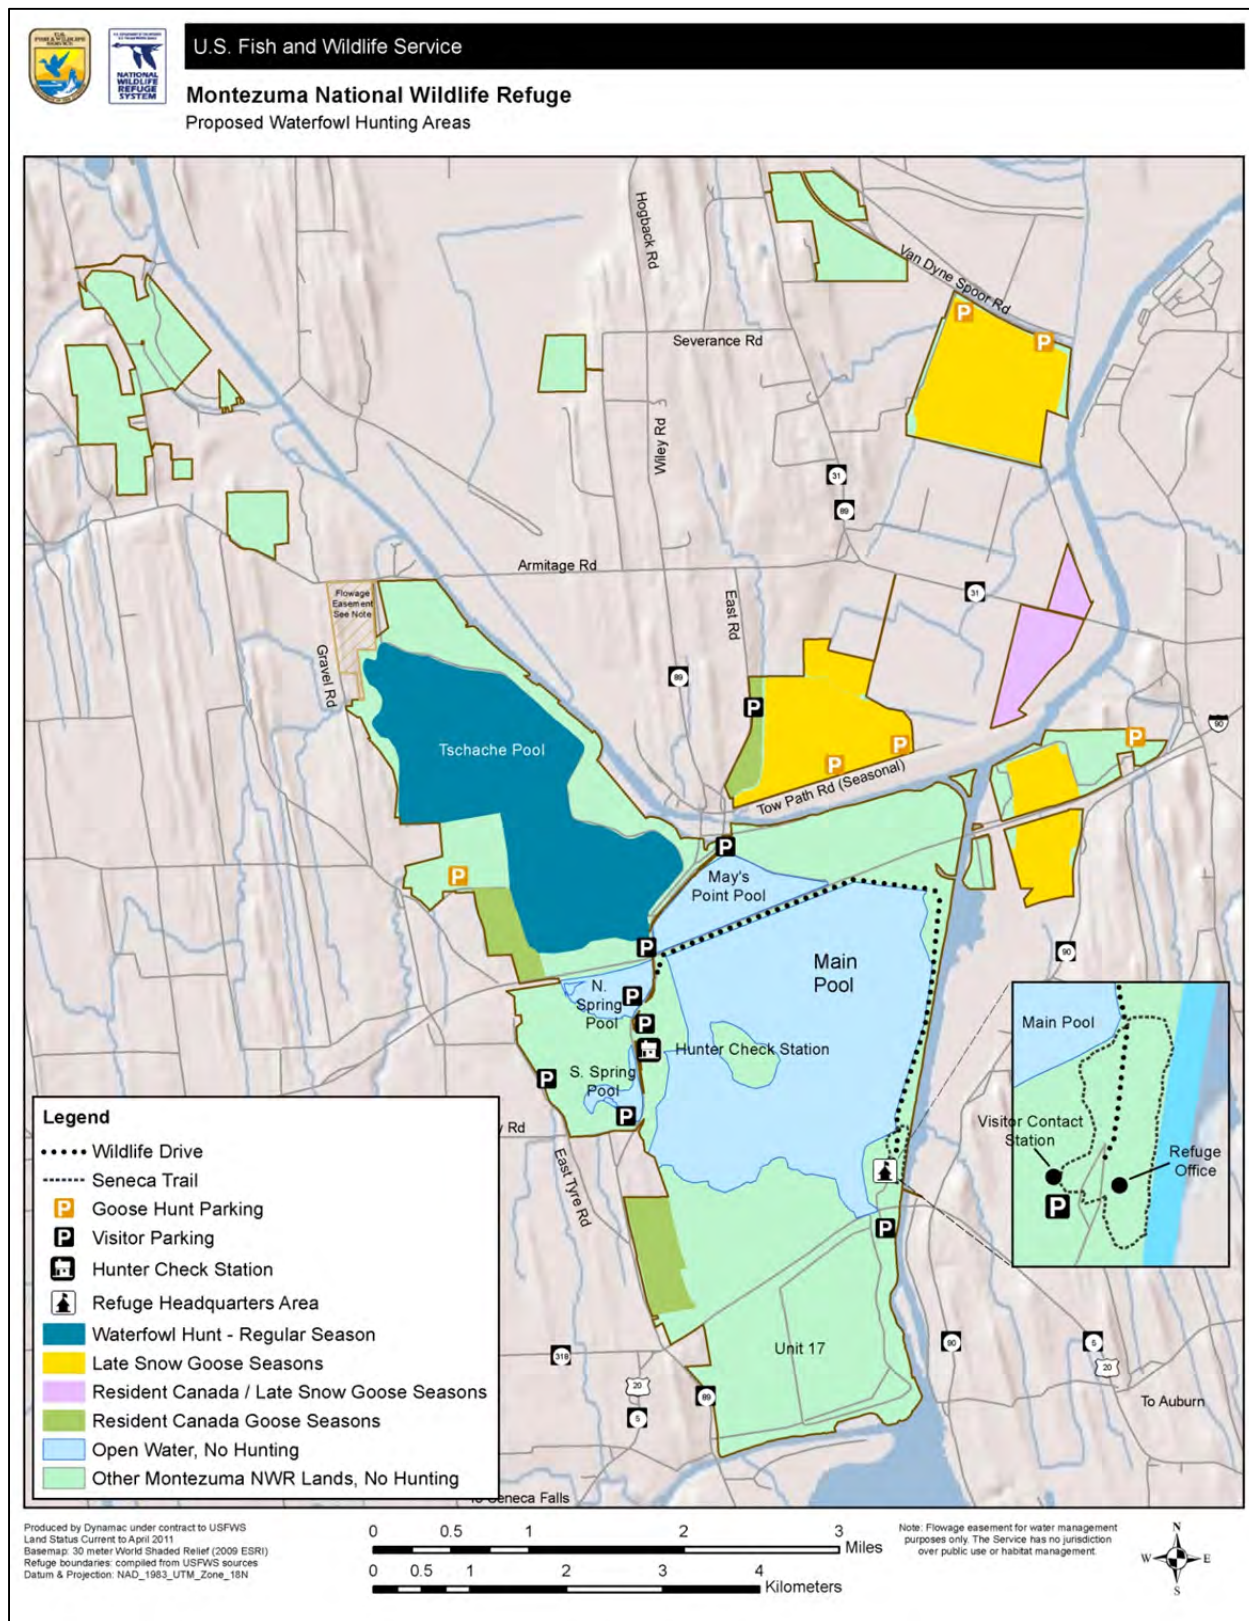 U.S.
FISH & WILDLIFE
SERVICE
NATIONAL
WILDLIFE
REFUGE
SYSTEM
U.S. Fish and Wildlife Service
Montezuma National Wildlife Refuge
Proposed Waterfowl Hunting Areas
Hogback Rd
Van Dyne Spoor Rd
P
P
Severance Rd
Wiley Rd
31
89
Armitage Rd
Flowage
Easement
See Note
East Rd
31
Gravel Rd
89
P
90
P
Tschache Pool
P
P
Tow Path Rd (Seasonal)
P
May's
Point Pool
P
P
Main
Pool
90
N.
Spring
Pool
P
P
Hunter Check Station
S. Spring
Pool
P
P
y Rd
East Tyre Rd
P
Unit 17
318
20
5
89
90
5
20
To Auburn
Seneca Falls
Main Pool
Visitor Contact
Station
Refuge
Office
P
Legend
Wildlife Drive
Seneca Trail
P Goose Hunt Parking
P Visitor Parking
Hunter Check Station
Refuge Headquarters Area
Waterfowl Hunt - Regular Season
Late Snow Goose Seasons
Resident Canada / Late Snow Goose Seasons
Resident Canada Goose Seasons
Open Water, No Hunting
Other Montezuma NWR Lands, No Hunting
Produced by Dynamac under contract to USFWS
Land Status Current to April 2011
Basemap: 30 meter World Shaded Relief (2009 ESRI)
Refuge boundaries: compiled from USFWS sources
Datum & Projection: NAD_1983_UTM_Zone_18N
0 0.5 1 2 3
Miles
0 0.5 1 2 3 4
Kilometers
Note: Flowage easement for water management
purposes only. The Service has no jurisdiction
over public use or habitat management.
N
W E
S